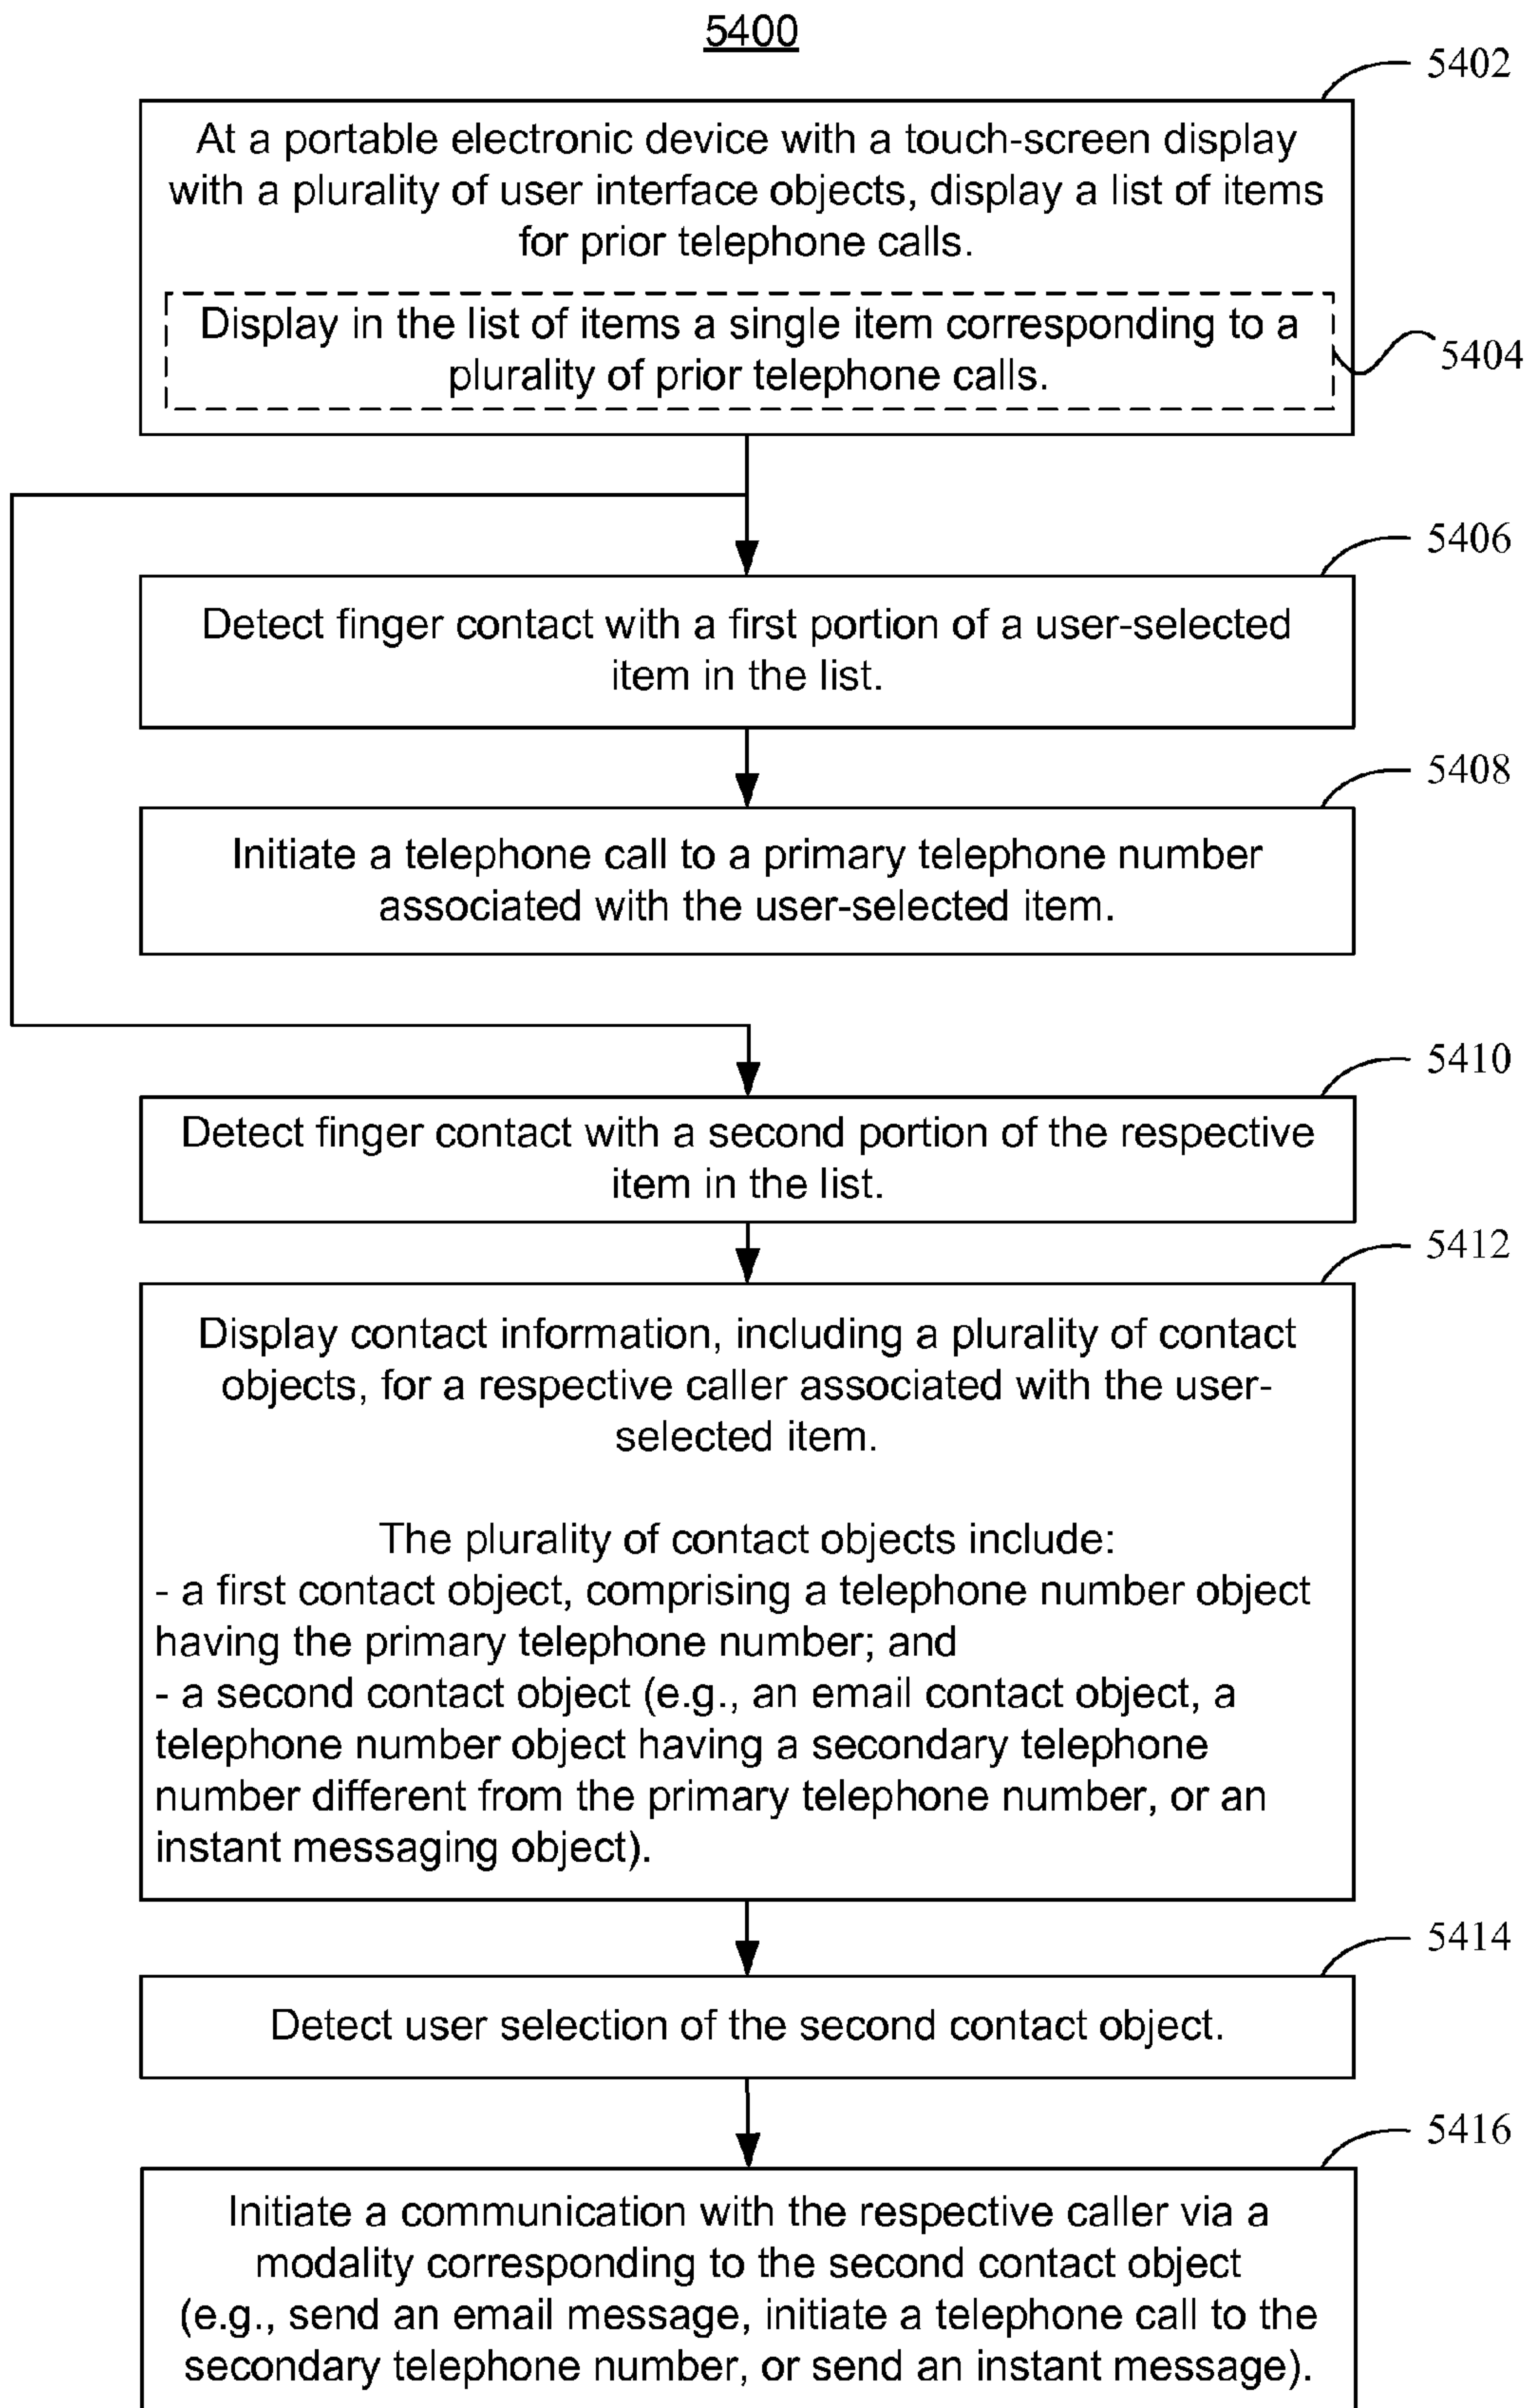 5400
5402
At a portable electronic device with a touch-screen display
with a plurality of user interface objects, display a list of items
for prior telephone calls.
Display in the list of items a single item corresponding to a
plurality of prior telephone calls.
5404
5406
Detect finger contact with a first portion of a user-selected
item in the list.
5408
Initiate a telephone call to a primary telephone number
associated with the user-selected item.
5410
Detect finger contact with a second portion of the respective
item in the list.
5412
Display contact information, including a plurality of contact
objects, for a respective caller associated with the user-
selected item.
The plurality of contact objects include:
- a first contact object, comprising a telephone number object
having the primary telephone number; and
- a second contact object (e.g., an email contact object, a
telephone number object having a secondary telephone
number different from the primary telephone number, or an
instant messaging object).
5414
Detect user selection of the second contact object.
5416
Initiate a communication with the respective caller via a
modality corresponding to the second contact object
(e.g., send an email message, initiate a telephone call to the
secondary telephone number, or send an instant message).